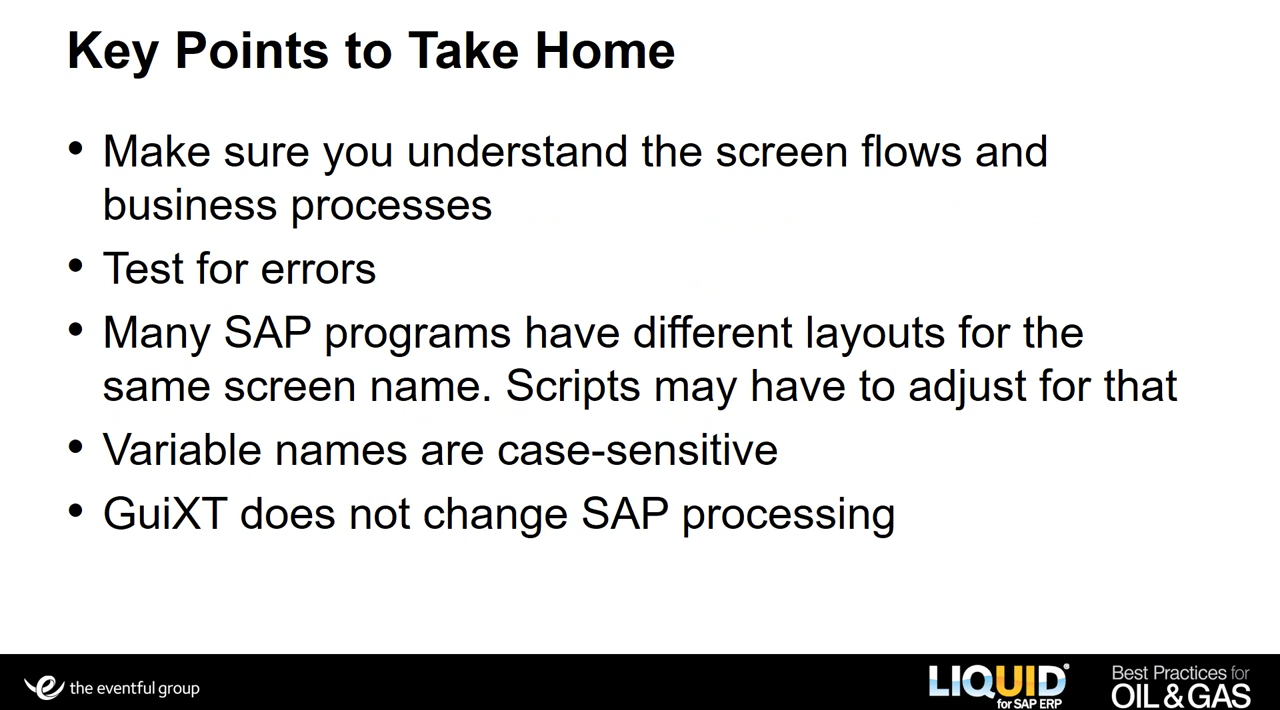 Key Points to Take Home
• Make sure you understand the screen flows and
business processes
• Test for errors
• Many SAP programs have different layouts for the
same screen name. Scripts may have to adjust for that
• Variable names are case-sensitive
• GuiXT does not change SAP processing
the eventful group
LIQUID®
for SAP ERP
Best Practices for
OIL & GAS